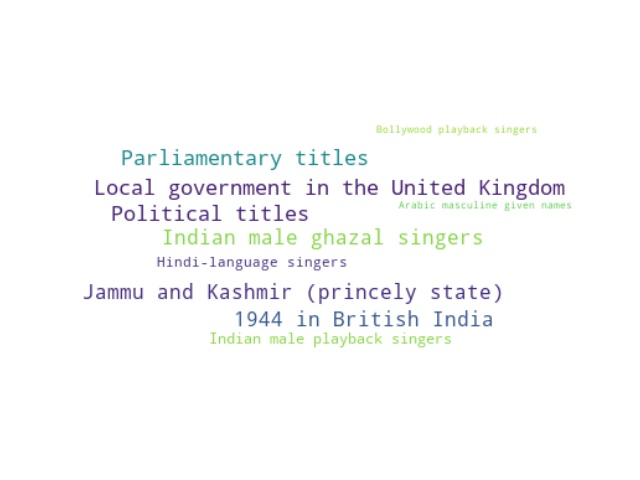 Bollywood playback singers
Parliamentary titles
Local government in the United Kingdom
Arabic masculine given names
Political titles
Indian male ghazal singers
Hindi-language singers
Jammu and Kashmir (princely state)
1944 in British India
Indian male playback singers